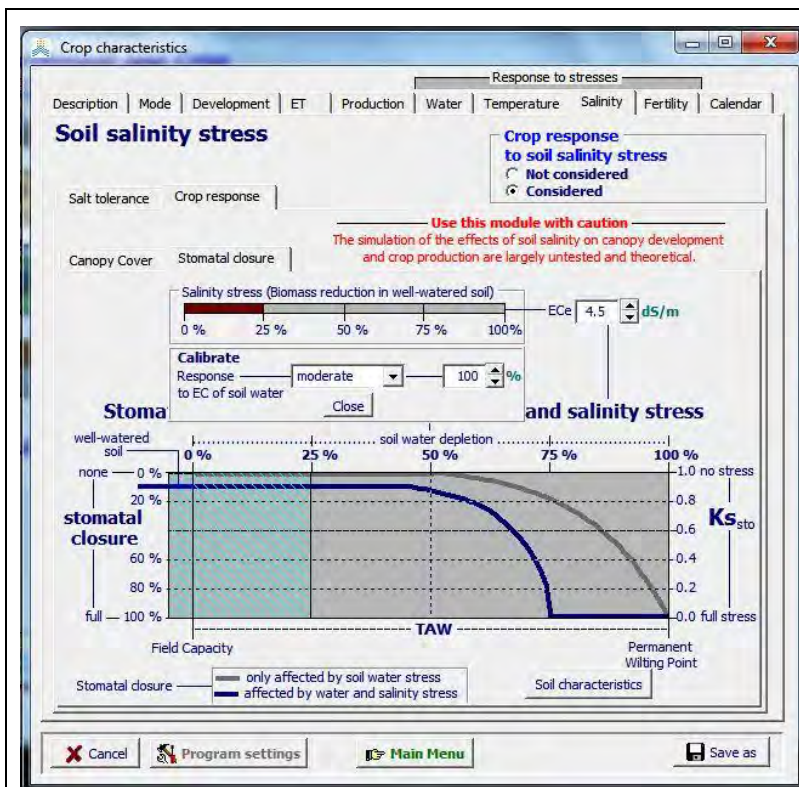 Crop characteristics
Response to stresses
Description Mode Development ET Production Water Temperature Salinity Fertility Calendar
Soil salinity stress
Crop response
to soil salinity stress
Not considered
Considered
Salt tolerance Crop response
Use this module with caution
The simulation of the effects of soil salinity on canopy development
and crop production are largely untested and theoretical.
Canopy Cover Stomatal closure
Salinity stress (Biomass reduction in well-watered soil)
ECe 4.5 dS/m
0 % 25 % 50 % 75 % 100%
Calibrate
Response moderate 100 %
to EC of soil water
Close
Stoma and salinity stress
well-watered
soil
soil water depletion
0 % 25 % 50 % 75 % 100 %
none 0 % 1.0 no stress
20 % 0.8
stomatal
closure
Ks sto
0.6
60 % 0.4
80 % 0.2
full 100 % 0.0 full stress
TAW
Field Capacity
Permanent
Wilting Point
Stomatal closure
only affected by soil water stress
affected by water and salinity stress
Soil characteristics
Cancel Program settings Main Menu Save as